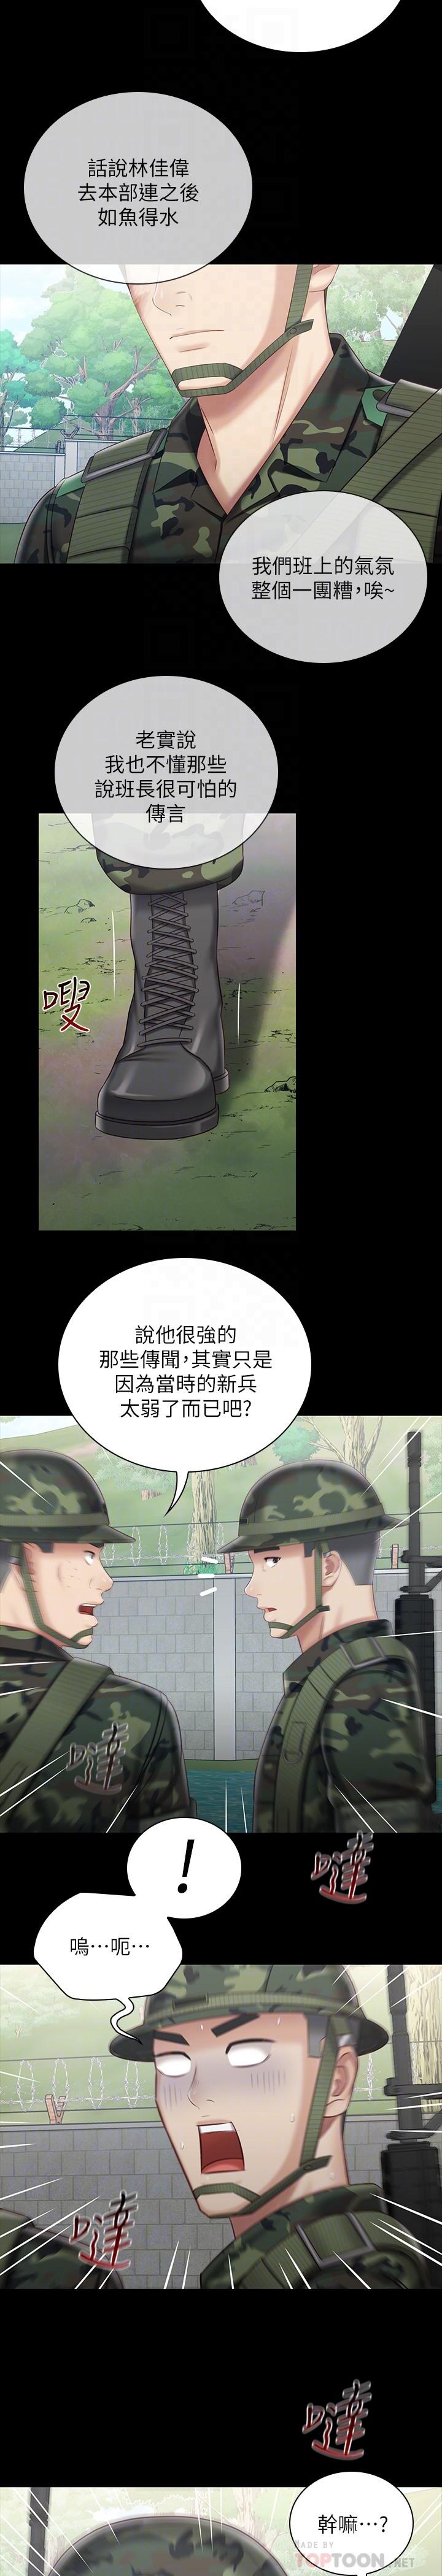 話說林佳偉
去本部連之後
如魚得水
我們班上的氣氛
整個一團糟，唉~
老實說
我也不懂那些
說班長很可怕的
傳言
嗖
說他很強的
那些傳聞，其實只是
因為當時的新兵
太弱了而已吧?
噠
!
噠
嗚⋯呃⋯
噠
噠
幹嘛⋯?
MADE BY
TOPTOON.NET